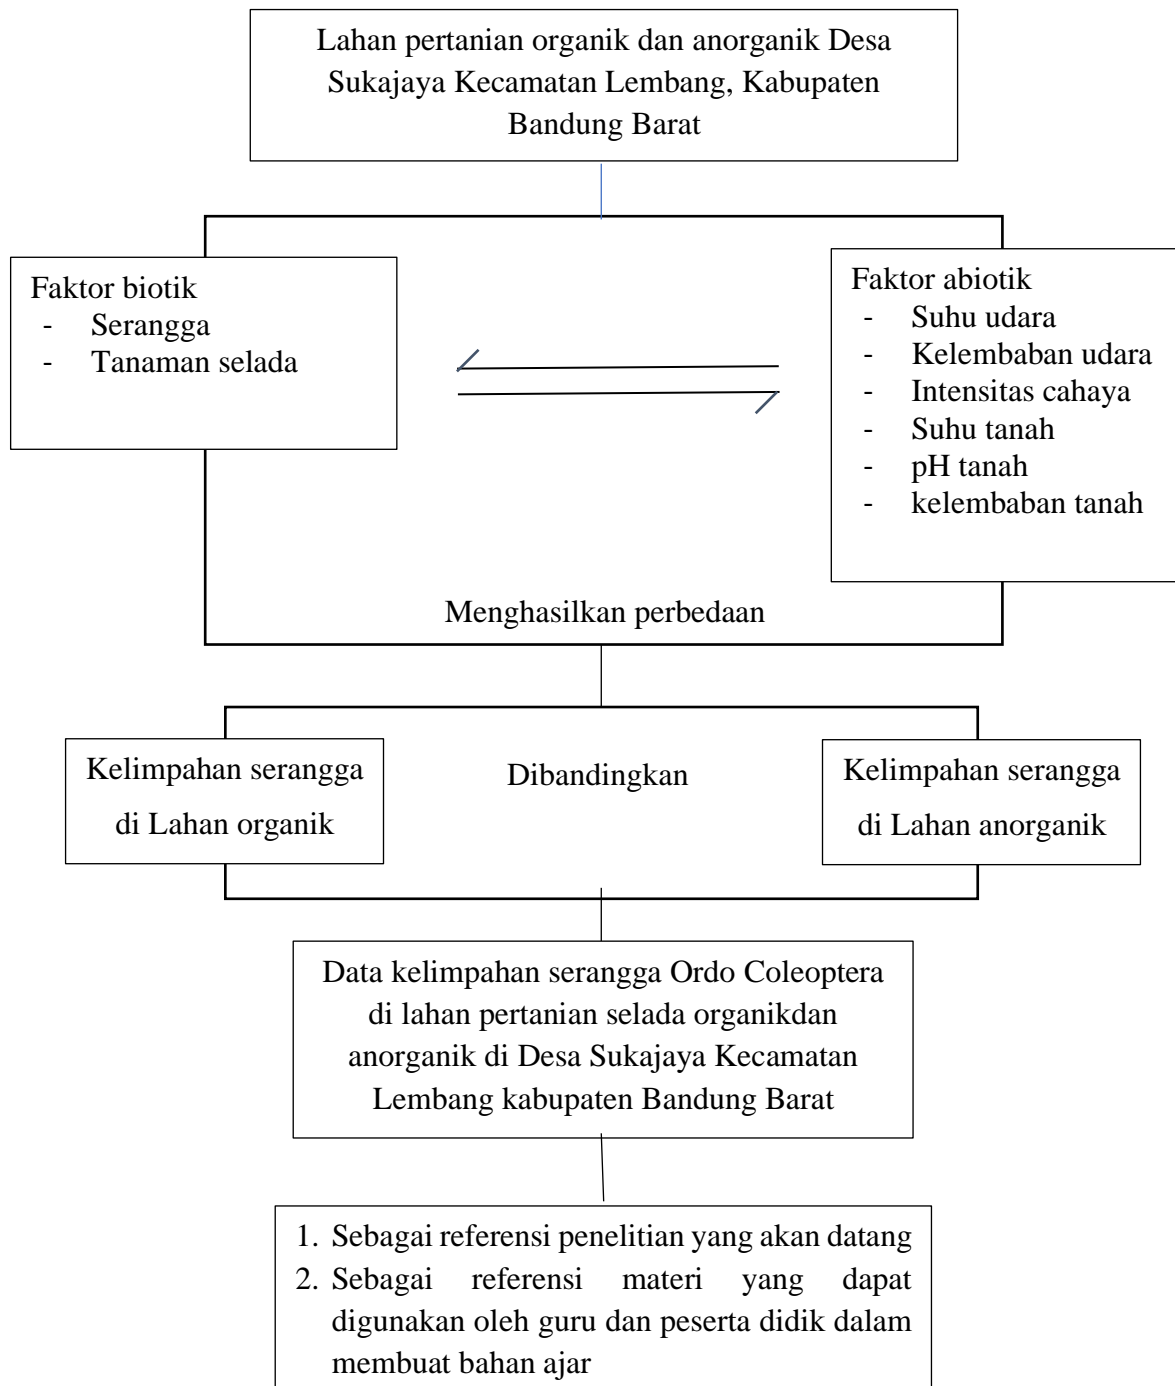 Lahan pertanian organik dan anorganik Desa
Sukajaya Kecamatan Lembang, Kabupaten
Bandung Barat
Faktor biotik
- Serangga
- Tanaman selada
Faktor abiotik
- Suhu udara
- Kelembaban udara
- Intensitas cahaya
- Suhu tanah
- pH tanah
- kelembaban tanah
Menghasilkan perbedaan
Kelimpahan serangga
di Lahan organik
Dibandingkan
Kelimpahan serangga
di Lahan anorganik
Data kelimpahan serangga Ordo Coleoptera
di lahan pertanian selada organikdan
anorganik di Desa Sukajaya Kecamatan
Lembang kabupaten Bandung Barat
1. Sebagai referensi penelitian yang akan datang
2. Sebagai referensi materi yang dapat
digunakan oleh guru dan peserta didik dalam
membuat bahan ajar